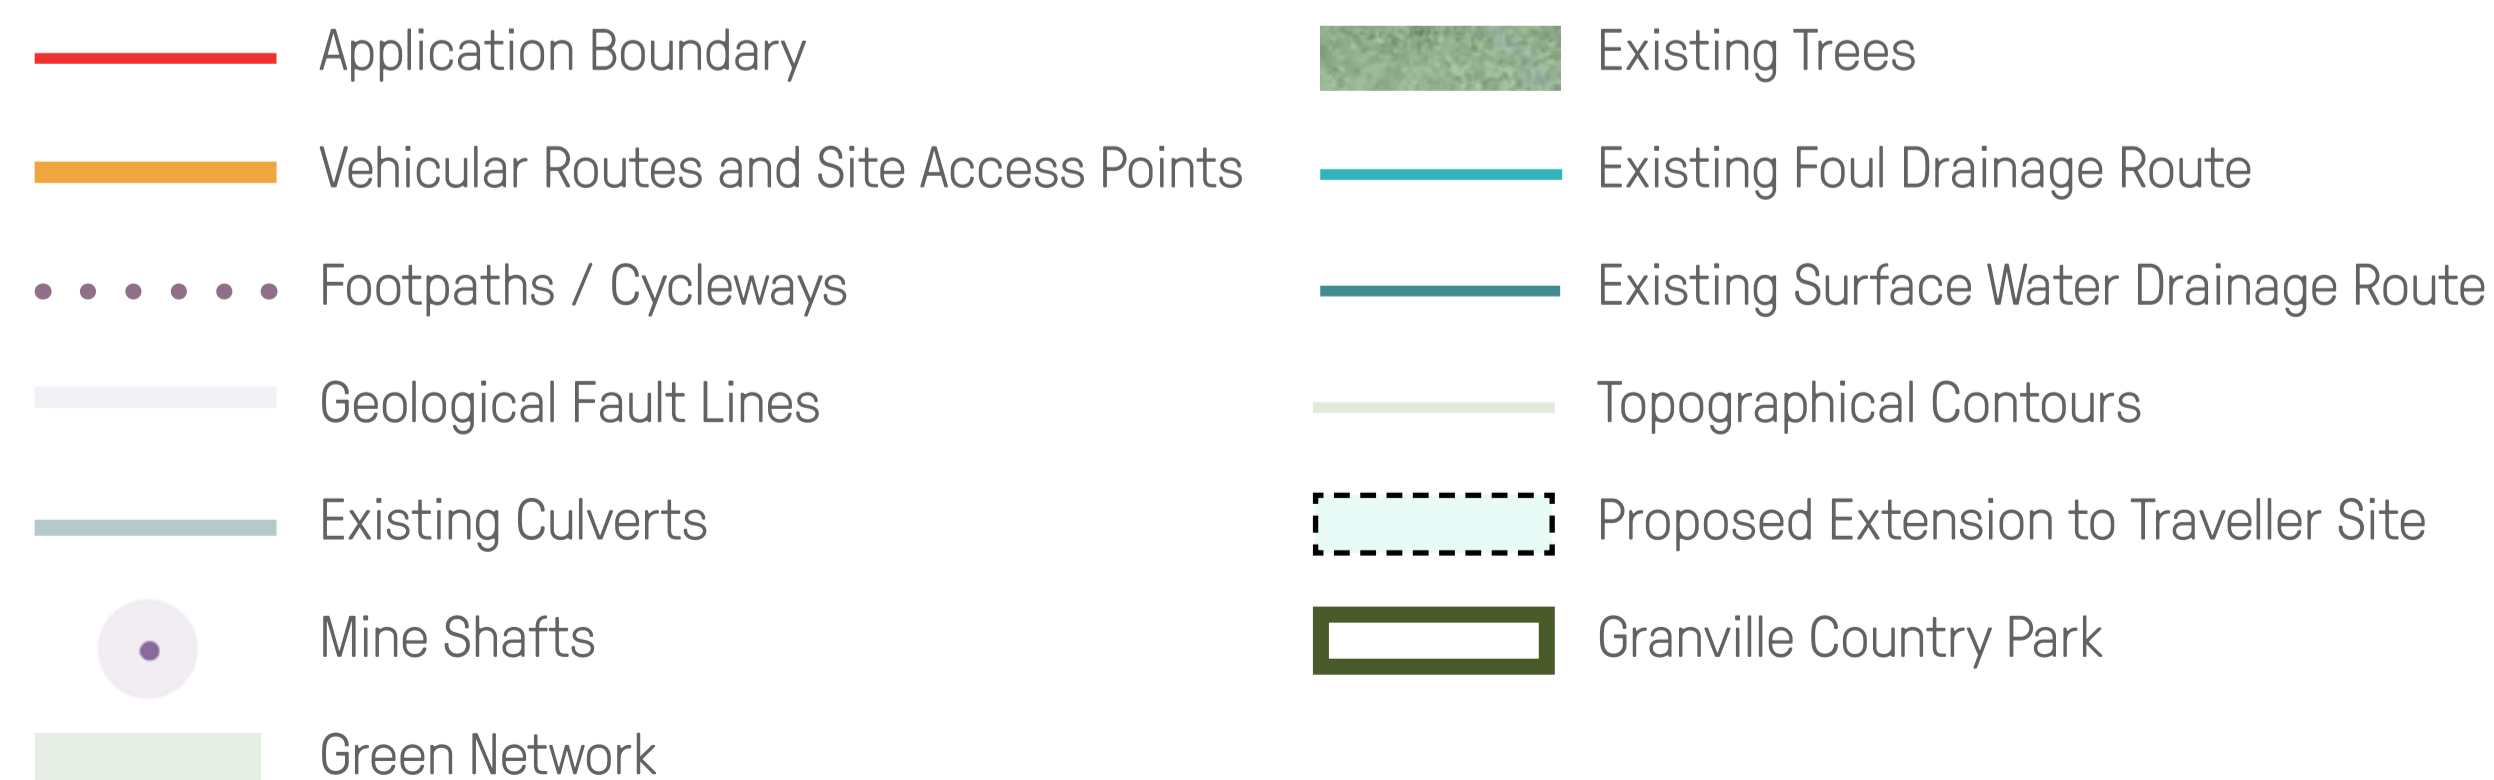 Application Boundary
Vehicular Routes and Site Access Points
Footpaths / Cycleways
Geological Fault Lines
Existing Culverts
Mine Shafts
Green Network
Existing Trees
Existing Foul Drainage Route
Existing Surface Water Drainage Route
Topographical Contours
Proposed Extension to Traveller Site
Granville Country Park